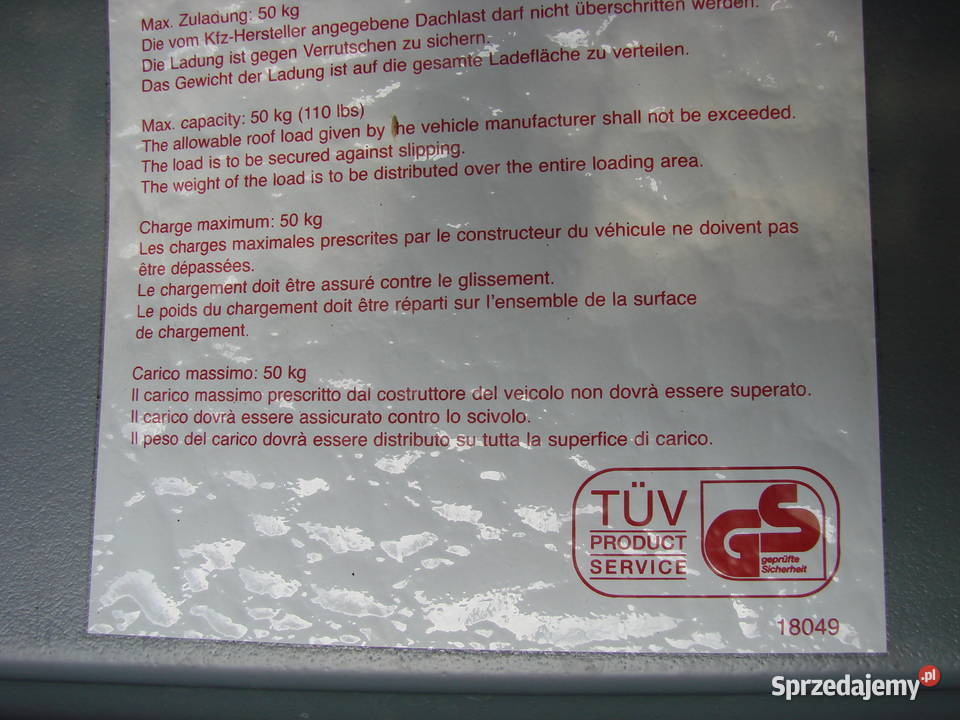 Max. Zuladung: 50 kg
Die vom Kfz-Hersteller angegebene Dachlast darf nicht überschritten werden.
Die Ladung ist gegen Verrutschen zu sichern.
Das Gewicht der Ladung ist auf die gesamte Ladefläche zu verteilen.
Max. capacity: 50 kg (110 lbs)
The allowable roof load given by the vehicle manufacturer shall not be exceeded.
The load is to be secured against slipping.
The weight of the load is to be distributed over the entire loading area.
Charge maximum: 50 kg
Les charges maximales prescrites par le constructeur du véhicule ne doivent pas
être dépassées.
Le chargement doit être assuré contre le glissement.
Le poids du chargement doit être réparti sur l'ensemble de la surface
de chargement.
Carico massimo: 50 kg
Il carico massimo prescritto dal costruttore del veicolo non dovrà essere superato.
Il carico dovrà essere assicurato contro lo scivolo.
Il peso del carico dovrà essere distributo su tutta la superfice di carico.
TÜV
PRODUCT
SERVICE
GS
geprüfte
Sicherheit
18049
Sprzedajemy.pl